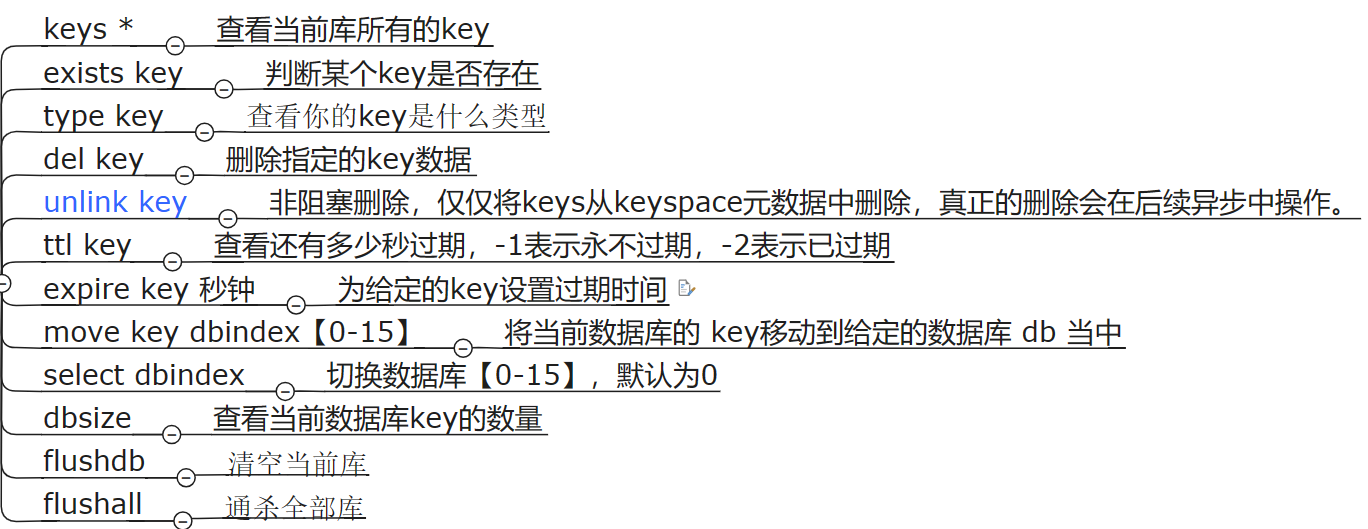 keys * 查看当前库所有的key
exists key 判断某个key是否存在
type key 查看你的key是什么类型
del key 删除指定的key数据
unlink key 非阻塞删除，仅仅将keys从keyspace元数据中删除，真正的删除会在后续异步中操作。
ttl key 查看还有多少秒过期，-1表示永不过期，-2表示已过期
expire key 秒钟 为给定的key设置过期时间
move key dbindex【0-15】 将当前数据库的 key移动到给定的数据库 db 当中
select dbindex 切换数据库【0-15】，默认为0
dbsize 查看当前数据库key的数量
flushdb 清空当前库
flushall 通杀全部库